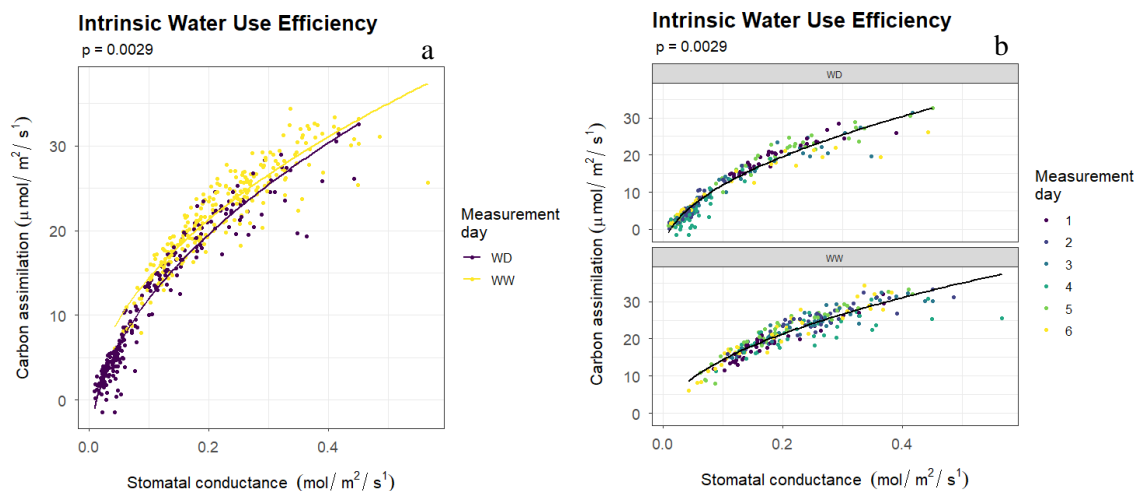 Intrinsic Water Use Efficiency
p = 0.0029
a
Carbon assimilation (μ mol/ m²/ s¹)
30
20
10
0
0.0
0.2
0.4
Stomatal conductance (mol/ m²/ s¹)
Measurement
day
WD
WW
Intrinsic Water Use Efficiency
p = 0.0029
b
WD
30
20
10
0
WW
30
20
10
0
Carbon assimilation (μ mol/ m²/ s¹)
0.0
0.2
0.4
Stomatal conductance (mol/ m²/ s¹)
Measurement
day
1
2
3
4
5
6